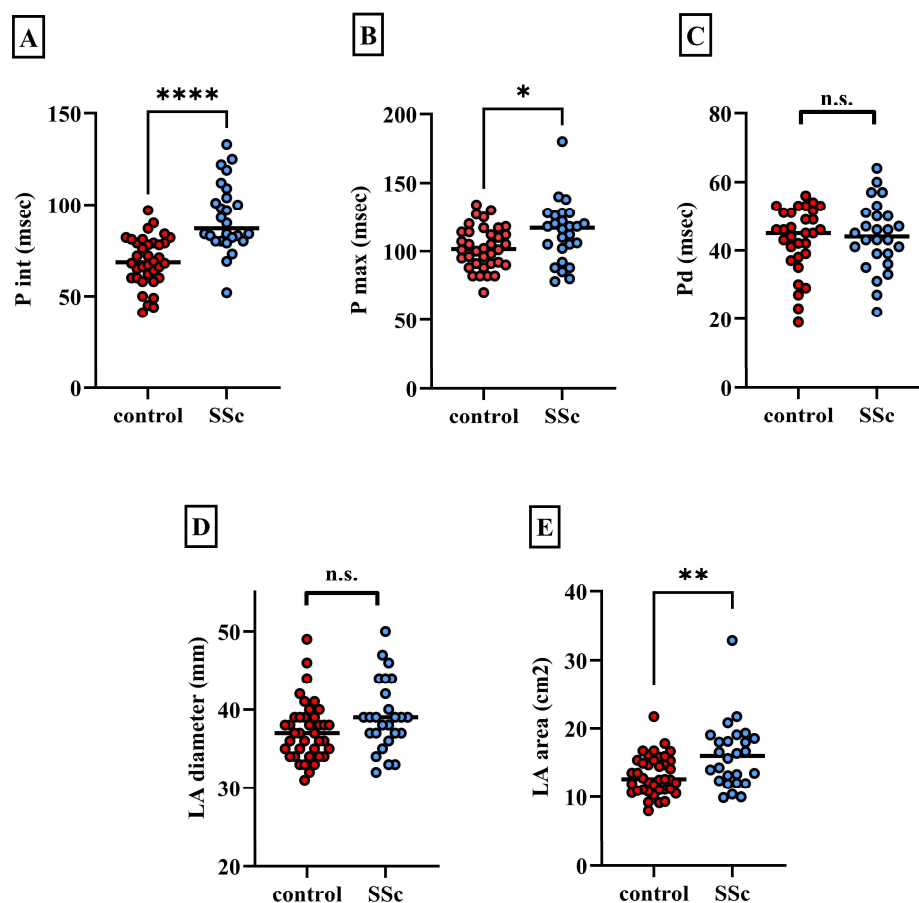 A
****
P int (msec)
150
100
50
0
control SSc
B
*
P max (msec)
200
150
100
50
0
control SSc
C
n.s.
Pd (msec)
80
60
40
20
0
control SSc
D
n.s.
LA diameter (mm)
50
40
30
20
control SSc
E
**
LA area (cm2)
40
30
20
10
0
control SSc